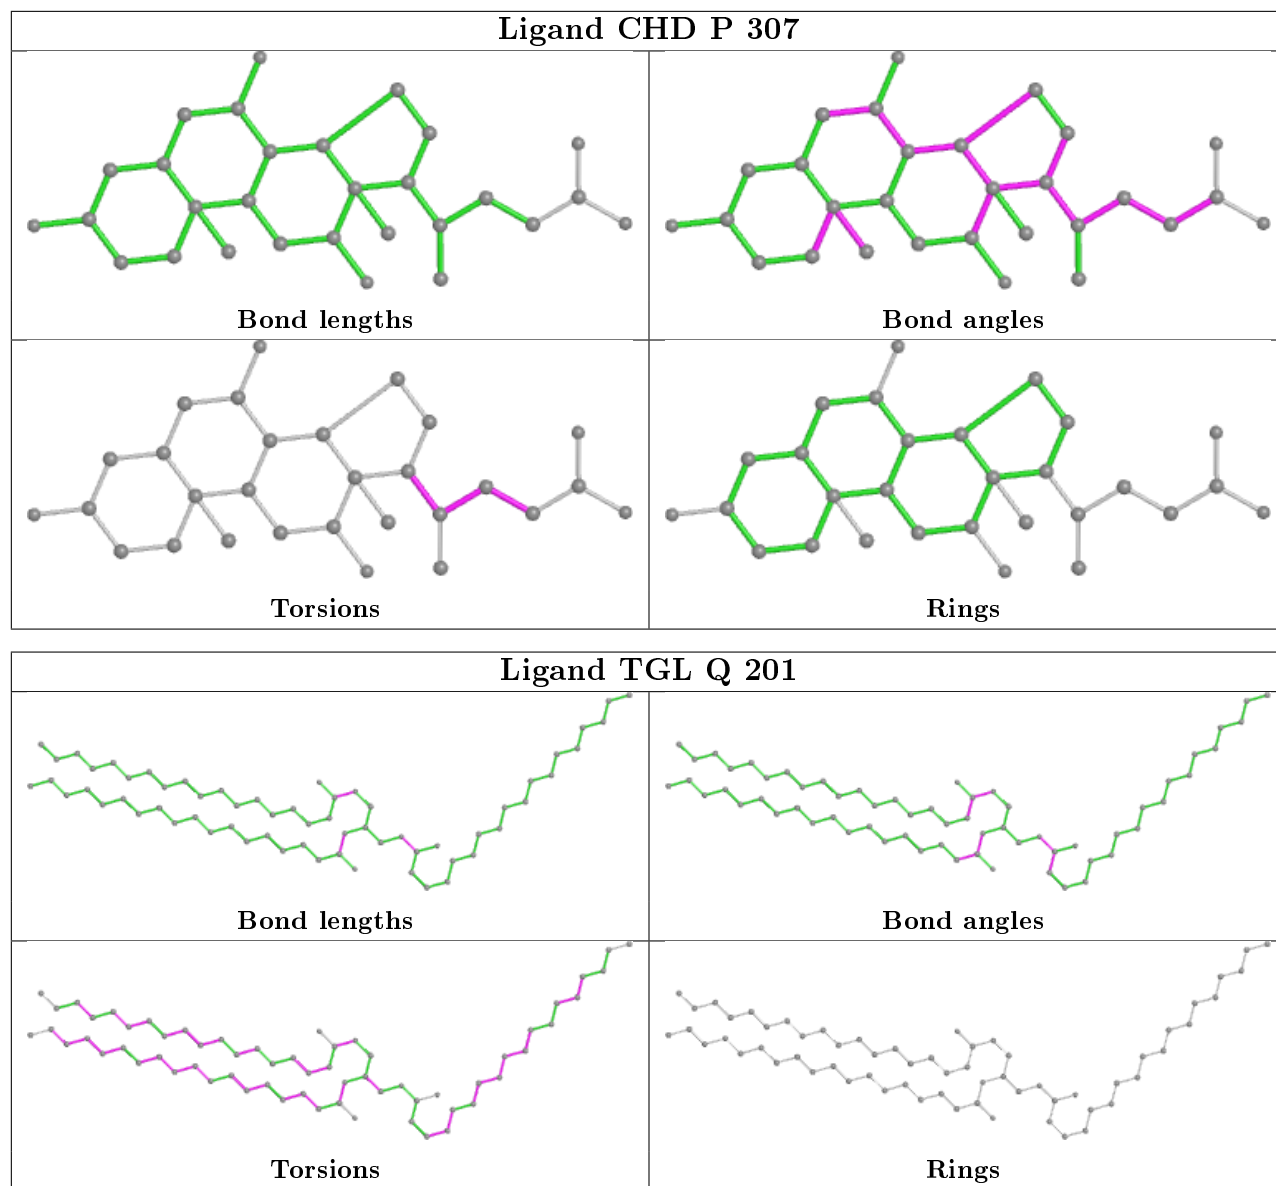 Ligand CHD P 307
Bond lengths
Bond angles
Torsions
Rings
Ligand TGL Q 201
Bond lengths
Bond angles
Torsions
Rings